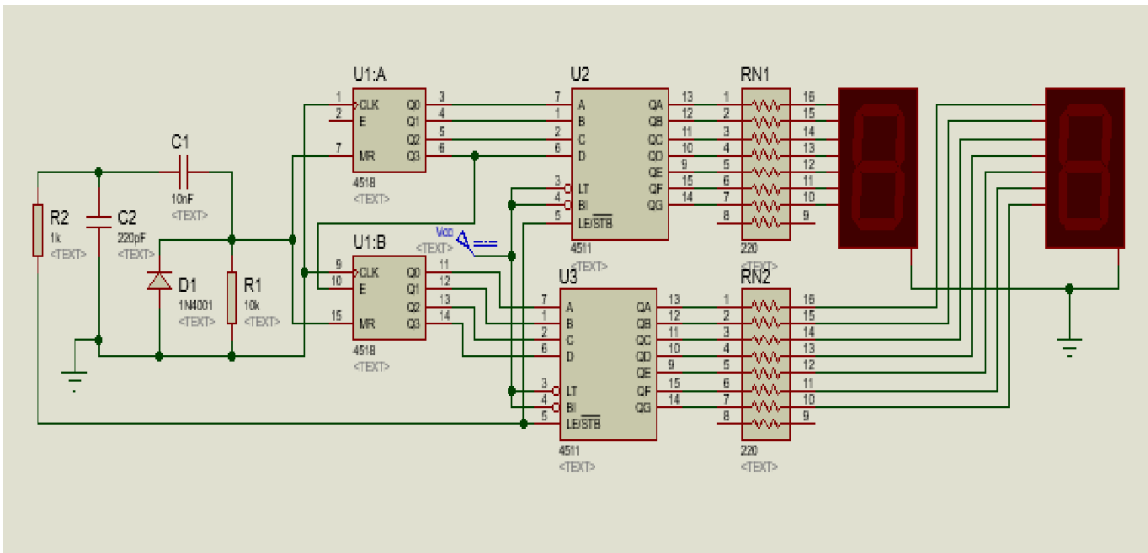 U1:A
1 CLK Q0 3
2 E Q1 4
Q2 5
7 MR Q3 6
4518
<TEXT>
U2
7 A QA 13
1 B QB 12
2 C QC 11
6 D QD 10
QE 9
3 LT QF 15
4 BI QG 14
5 LE/STB
4511
<TEXT>
RN1
1 16
2 15
3 14
4 13
5 12
6 11
7 10
8 9
220
<TEXT>
C1
10nF
<TEXT>
R2
1k
<TEXT>
C2
220pF
<TEXT>
D1
1N4001
<TEXT>
R1
10k
<TEXT>
<TEXT>
U1:B
9 CLK Q0 11
10 E Q1 12
Q2 13
15 MR Q3 14
4518
<TEXT>
U3
7 A QA 13
1 B QB 12
2 C QC 11
6 D QD 10
QE 9
3 LT QF 15
4 BI QG 14
5 LE/STB
4511
<TEXT>
RN2
1 16
2 15
3 14
4 13
5 12
6 11
7 10
8 9
220
<TEXT>